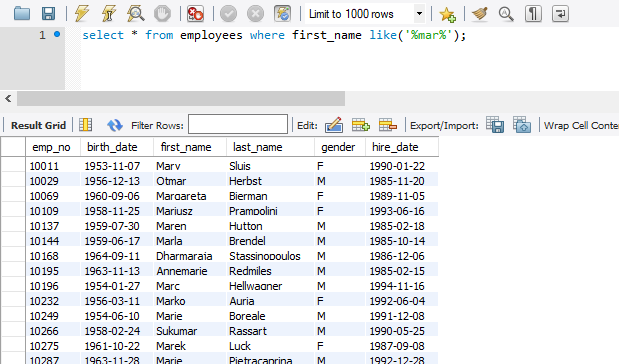 Limit to 1000 rows
1 select * from employees where first_name like('%mar%');
Result Grid Filter Rows: Edit: Export/Import: Wrap Cell Conte
emp_no birth_date first_name last_name gender hire_date
10011 1953-11-07 Mary Sluis F 1990-01-22
10029 1956-12-13 Otmar Herbst M 1985-11-20
10069 1960-09-06 Margareta Bierman F 1989-11-05
10109 1958-11-25 Mariusz Prampolini F 1993-06-16
10137 1959-07-30 Maren Hutton M 1985-02-18
10144 1959-06-17 Marla Brendel M 1985-10-14
10168 1964-09-11 Dharmaraja Stassinopoulos M 1986-12-06
10195 1963-11-13 Annemarie Redmiles M 1985-02-15
10196 1954-01-27 Marc Hellwagner M 1994-11-16
10232 1956-03-11 Marko Auria F 1992-06-04
10249 1954-06-10 Marie Boreale M 1991-12-08
10266 1958-02-24 Sukumar Rassart M 1990-05-25
10275 1961-10-22 Marek Luck F 1987-09-08
10287 1963-11-28 Marie Pietracaprina M 1992-12-28